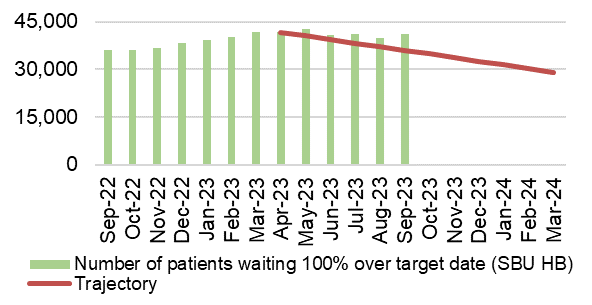 45,000
30,000
15,000
0
Sep-22
Oct-22
Nov-22
Dec-22
Jan-23
Feb-23
Mar-23
Apr-23
May-23
Jun-23
Jul-23
Aug-23
Sep-23
Oct-23
Nov-23
Dec-23
Jan-24
Feb-24
Mar-24
Number of patients waiting 100% over target date (SBU HB)
Trajectory